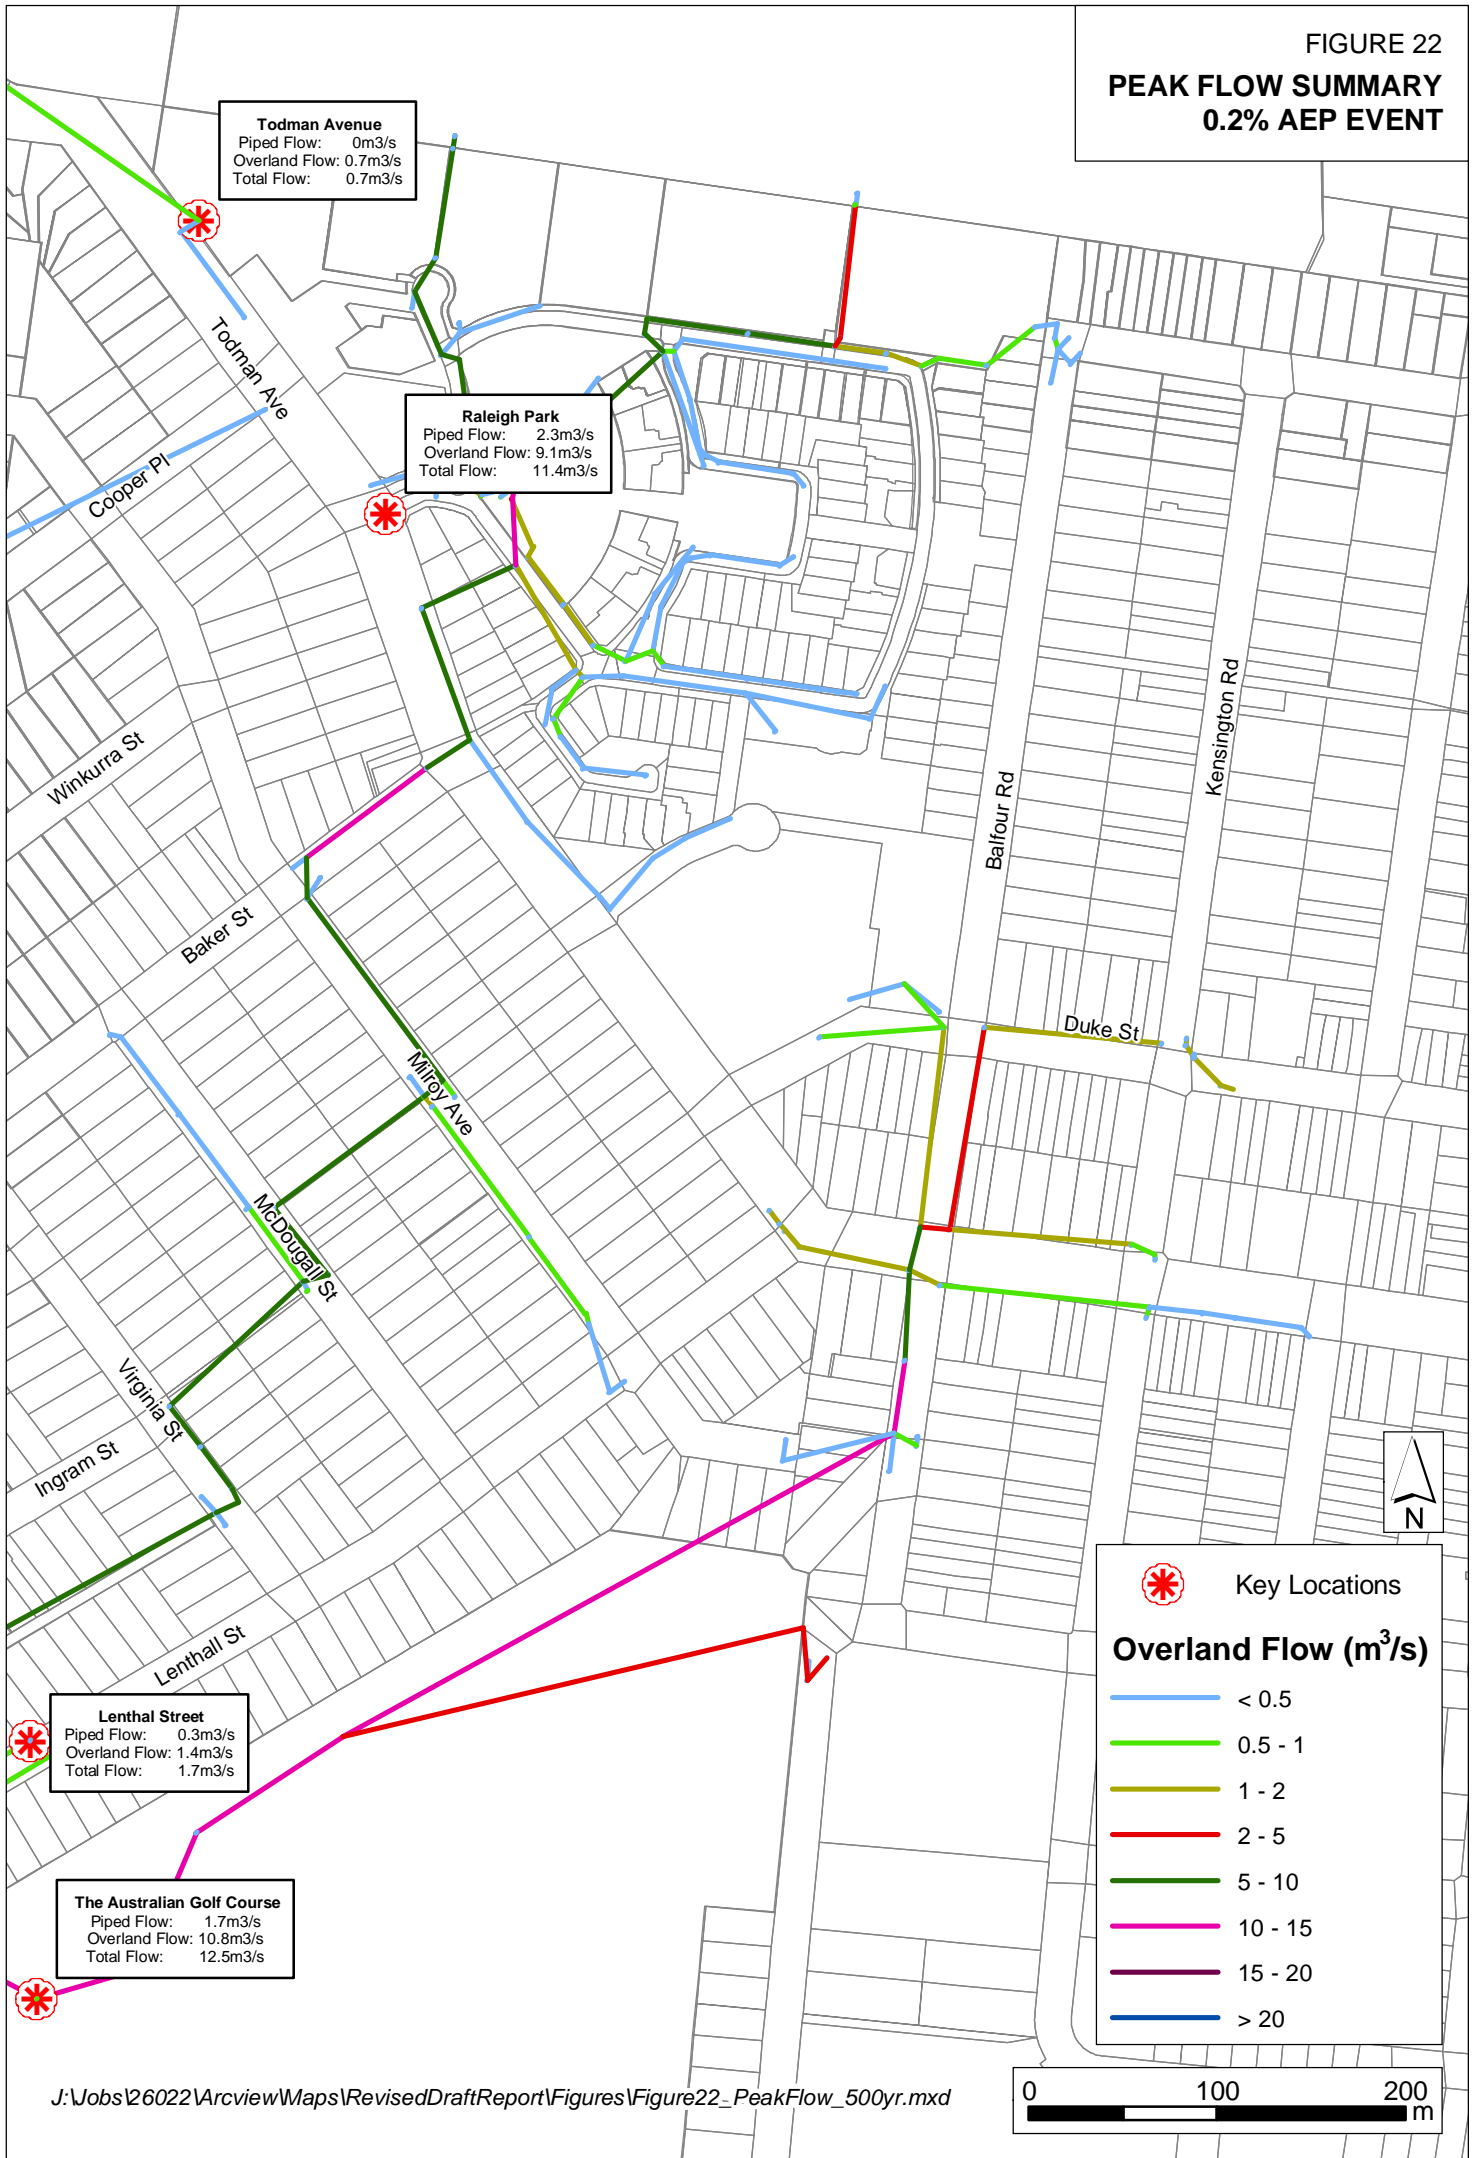 FIGURE 22
PEAK FLOW SUMMARY
0.2% AEP EVENT
Todman Avenue
Piped Flow: 0m3/s
Overland Flow: 0.7m3/s
Total Flow: 0.7m3/s
Todman Ave
Raleigh Park
Piped Flow: 2.3m3/s
Overland Flow: 9.1m3/s
Total Flow: 11.4m3/s
Cooper Pl
Winkurra St
Kensington Rd
Balfour Rd
Baker St
Duke St
Milroy Ave
McDougall St
Virginia St
Ingram St
Lenthall St
N
Lenthal Street
Piped Flow: 0.3m3/s
Overland Flow: 1.4m3/s
Total Flow: 1.7m3/s
The Australian Golf Course
Piped Flow: 1.7m3/s
Overland Flow: 10.8m3/s
Total Flow: 12.5m3/s
Key Locations
Overland Flow (m³/s)
< 0.5
0.5 - 1
1 - 2
2 - 5
5 - 10
10 - 15
15 - 20
> 20
J:\Jobs\26022\Arcview\Maps\RevisedDraftReport\Figures\Figure22_PeakFlow_500yr.mxd
0 100 200
m